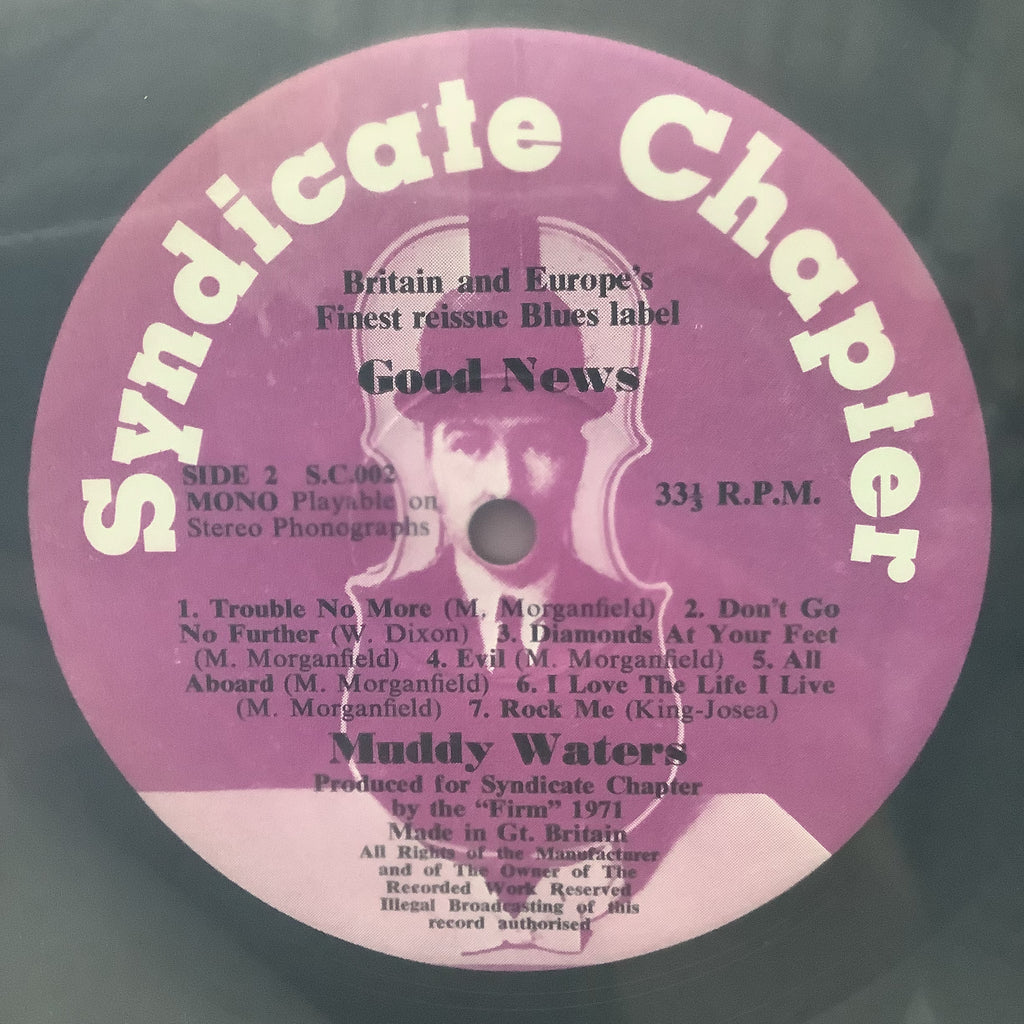 Syndicate Chapter
Britain and Europe's
Finest reissue Blues label
Good News
SIDE 2 S.C.002
MONO Playable on
Stereo Phonographs
33⅓ R.P.M.
1. Trouble No More (M. Morganfield) 2. Don't Go
No Further (W. Dixon) 3. Diamonds At Your Feet
(M. Morganfield) 4. Evil (M. Morganfield) 5. All
Aboard (M. Morganfield) 6. I Love The Life I Live
(M. Morganfield) 7. Rock Me (King-Josea)
Muddy Waters
Produced for Syndicate Chapter
by the “Firm” 1971
Made in Gt. Britain
All Rights of the Manufacturer
and of The Owner of The
Recorded Work Reserved
Illegal Broadcasting of this
record authorised